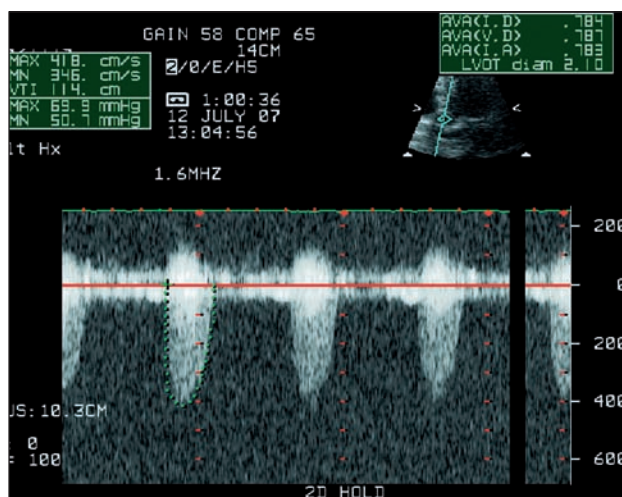 GAIN 58 COMP 65
14CM
2/0/E/H5
1:00:36
12 JULY 07
13:04:56
1.6MHZ
MAX 418. cm/s
MN 346. cm/s
VTI 114. cm
MAX 69.9 mmHg
MN 50.7 mmHg
lt Hx
AVA(I.D) .784
AVA(V.D) .787
AVA(I.A) .783
LVOT diam 2.10
200
0
200
400
600
US:10.3CM
: 0
= 100
2D HOLD